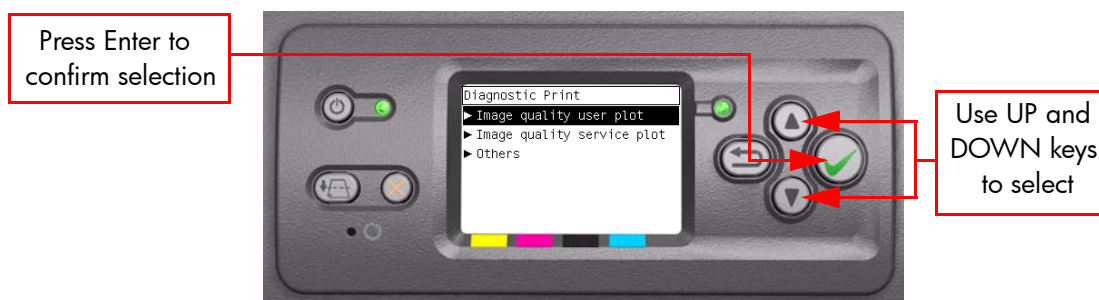 Press Enter to
confirm selection
Diagnostic Print
Image quality user plot
Image quality service plot
Others
Use UP and
DOWN keys
to select